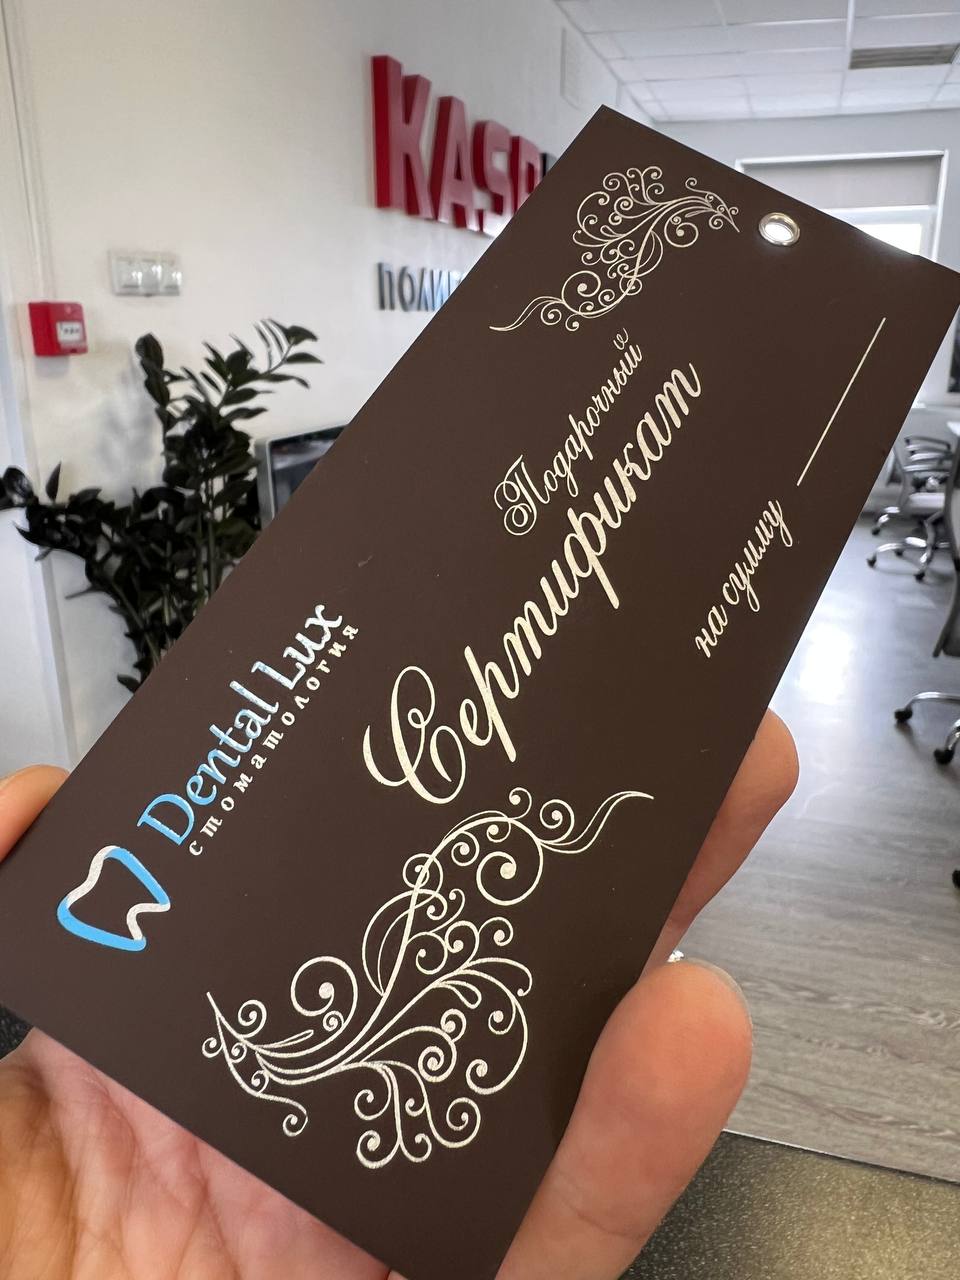 Dental Lux
стоматология
Подарочный
Сертификат
на сумму